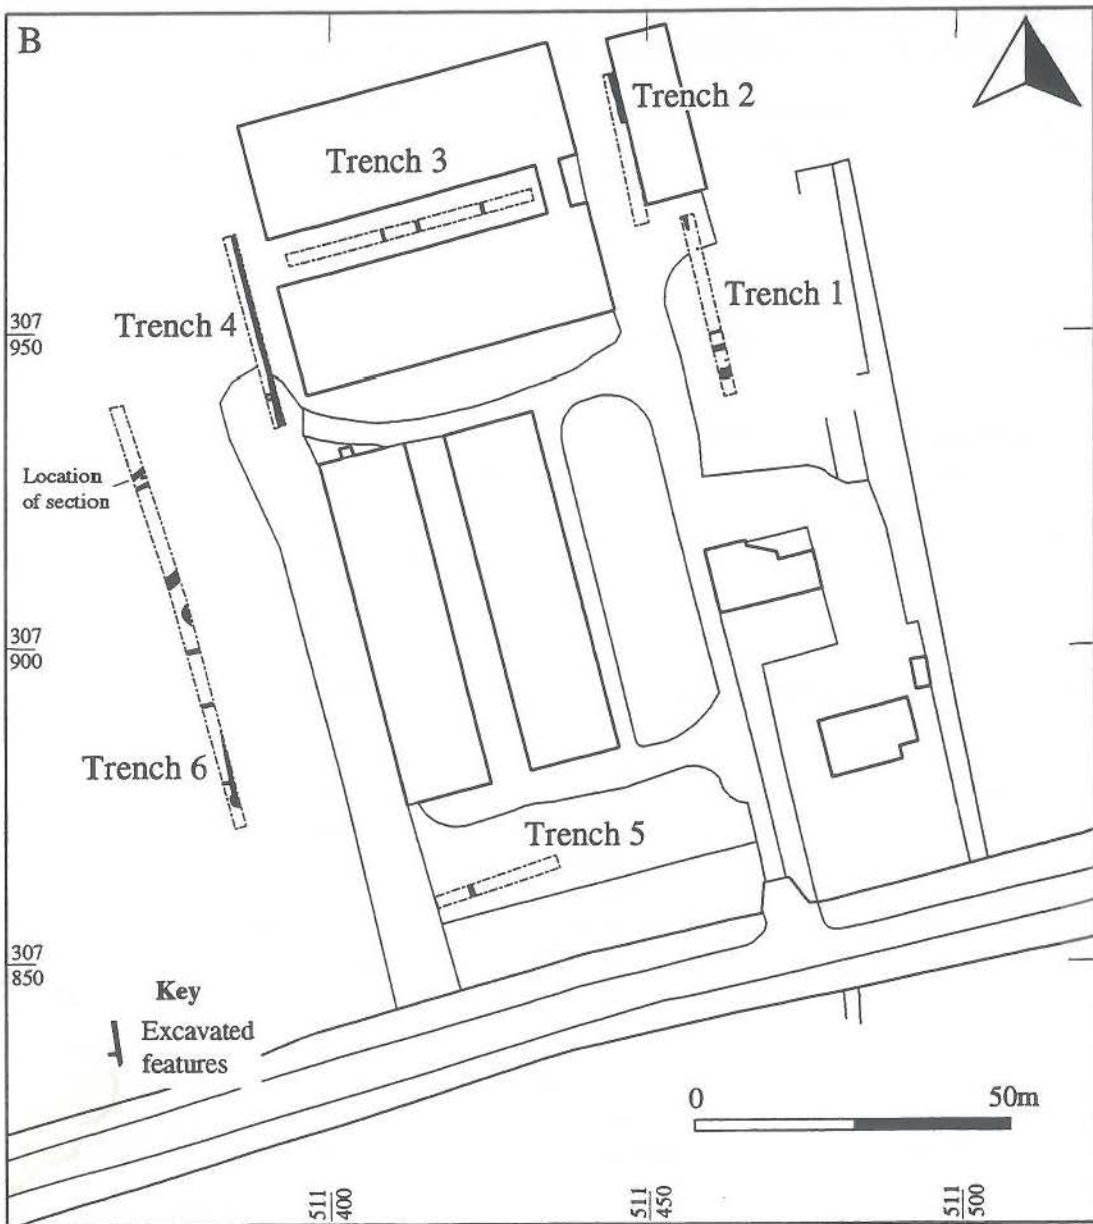 B
Trench 2
Trench 3
Trench 1
Trench 4
307
950
Location
of section
307
900
Trench 6
Trench 5
307
850
Key
Excavated
features
0 50m
511
400
511
450
511
500